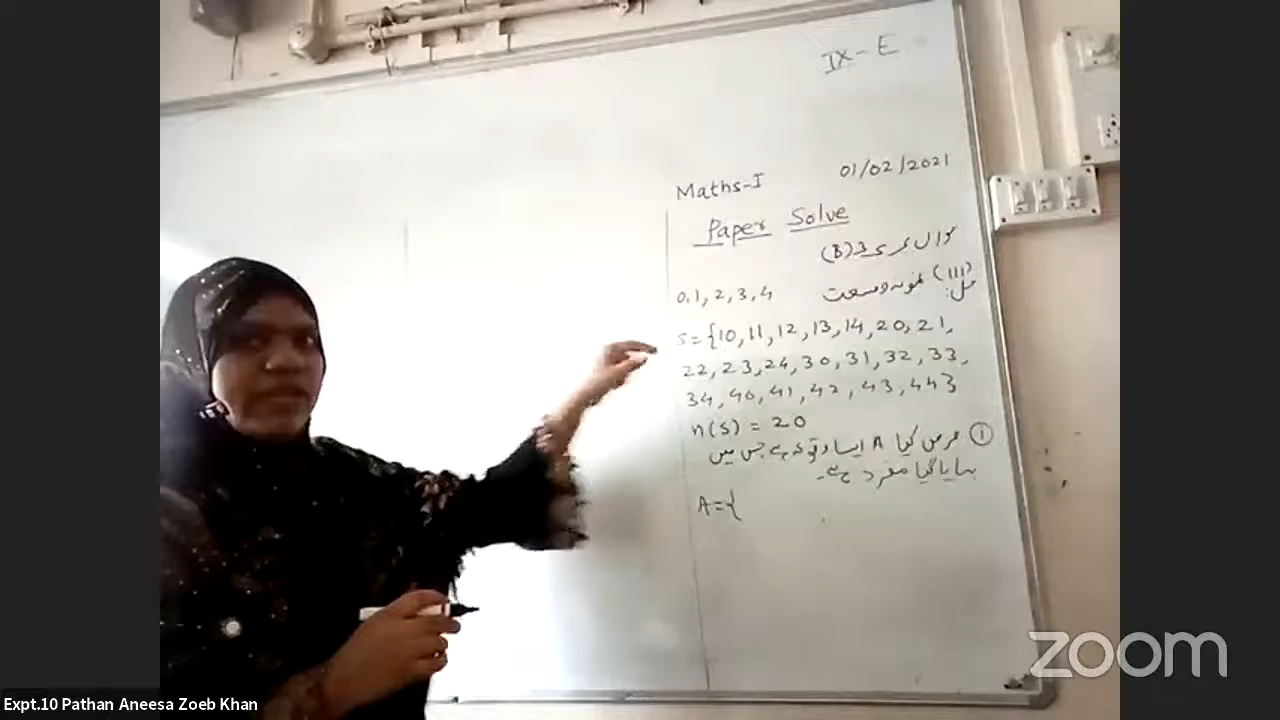 IX - E
Maths-I 01/02/2021
Paper Solve
سوال نمبر 3 (B)
(III) نمونہ وسعت
حل:
0, 1, 2, 3, 4
S = {10, 11, 12, 13, 14, 20, 21,
22, 23, 24, 30, 31, 32, 33,
34, 40, 41, 42, 43, 44}
n(S) = 20
① فرض کیا A ایسا وقوعہ ہے جس میں
بنایا گیا مفرد ہے۔
A = {
zoom
Expt.10 Pathan Aneesa Zoeb Khan